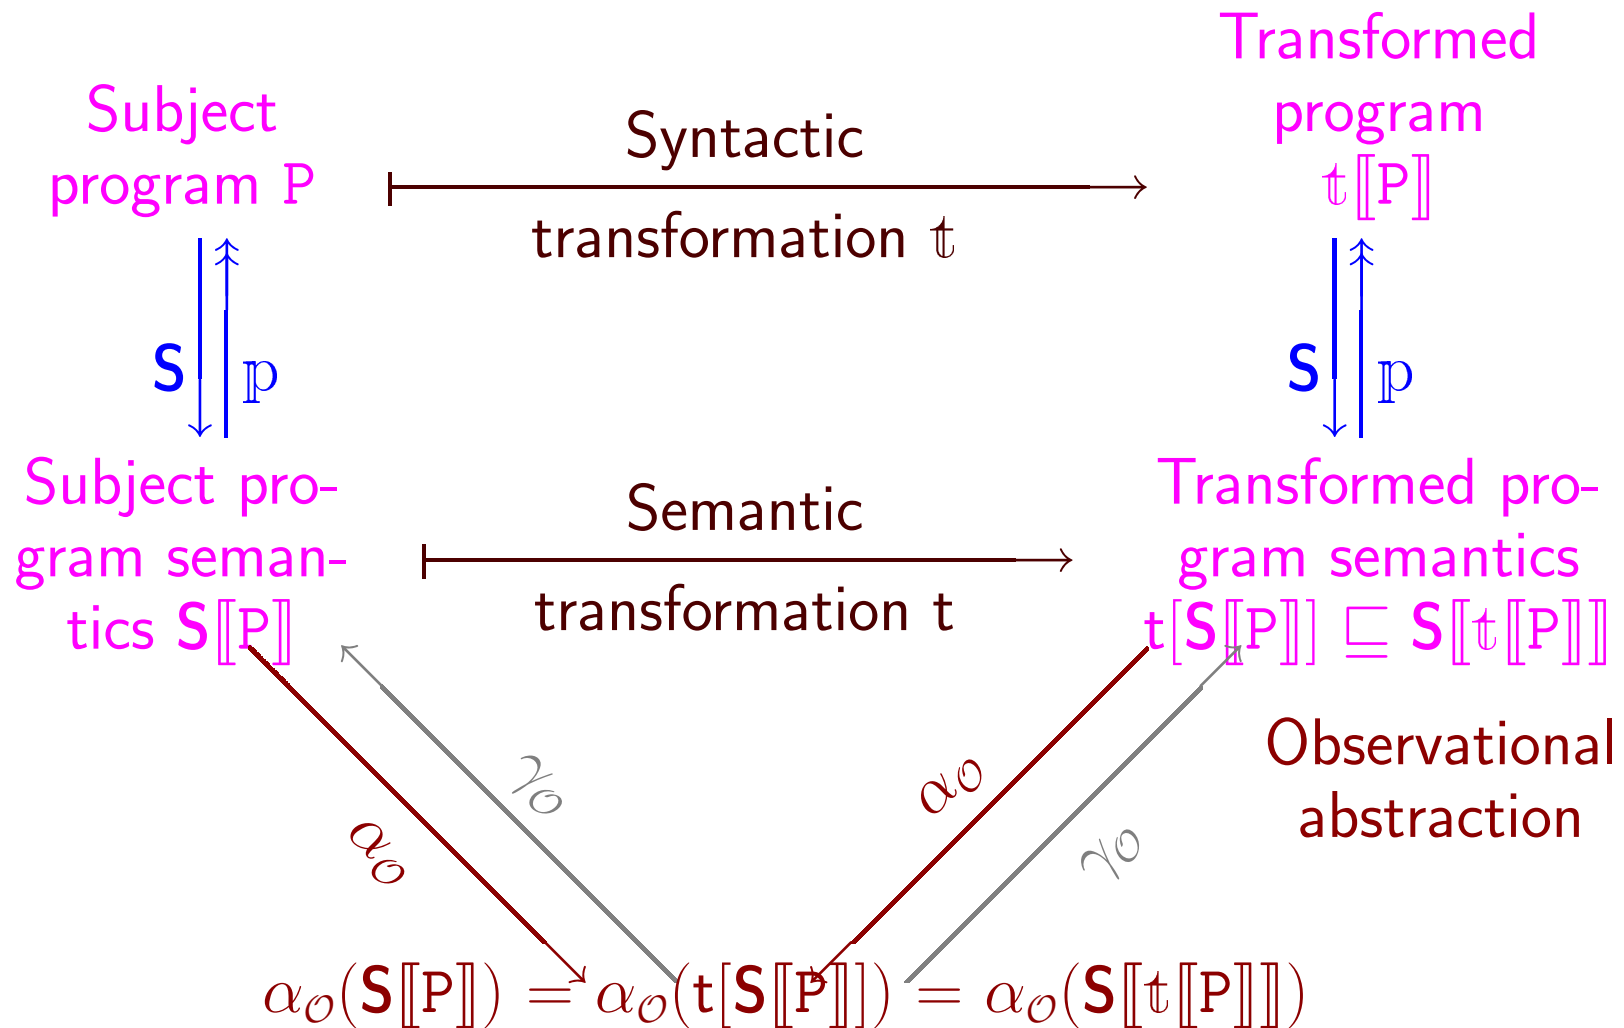 Transformed
program
𝕥⟦P⟧
Subject
program P
Syntactic
transformation 𝕥
S
𝕡
S
𝕡
Subject pro-
gram seman-
tics S⟦P⟧
Semantic
transformation t
Transformed pro-
gram semantics
t[S⟦P⟧] ⊑ S⟦𝕥⟦P⟧⟧
Observational
abstraction
γ𝒪
α𝒪
α𝒪
γ𝒪
α𝒪(S⟦P⟧) = α𝒪(t[S⟦P⟧]) = α𝒪(S⟦𝕥⟦P⟧⟧)